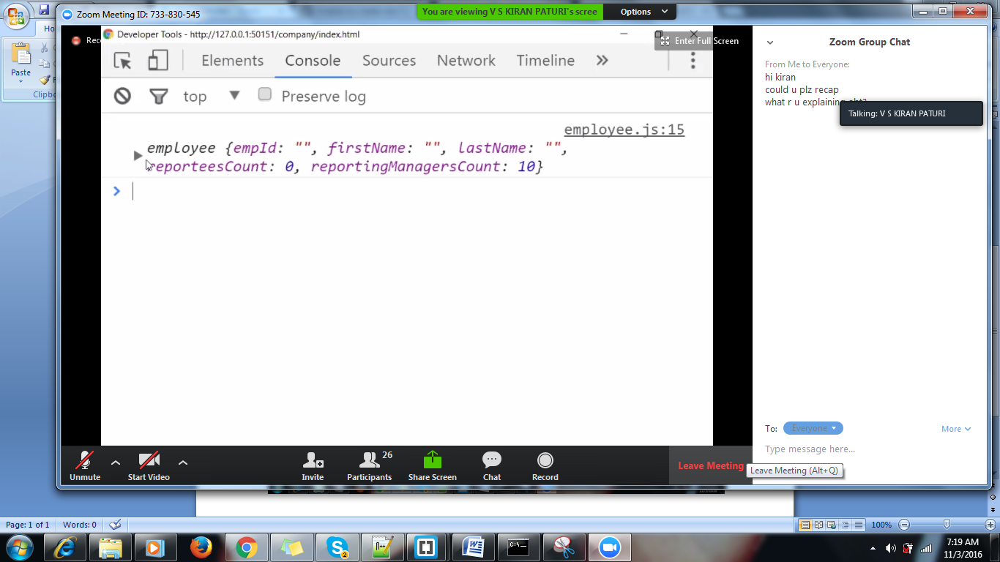 Zoom Meeting ID: 733-830-545
You are viewing V S KIRAN PATURI's scree
Options
Ho
Paste
Clipbo
Rec
Developer Tools - http://127.0.0.1:50151/company/index.html
Enter Full Screen
Elements Console Sources Network Timeline »
top Preserve log
employee.js:15
employee {empId: "", firstName: "", lastName: "",
reporteesCount: 0, reportingManagersCount: 10}
>
Zoom Group Chat
From Me to Everyone:
hi kiran
could u plz recap
what r u explaining abt?
Talking: V S KIRAN PATURI
To: Everyone More
Type message here...
Unmute
Start Video
Invite
26
Participants
Share Screen
Chat
Record
Leave Meeting
Leave Meeting (Alt+Q)
Page: 1 of 1 Words: 0 100%
2
7:19 AM
11/3/2016